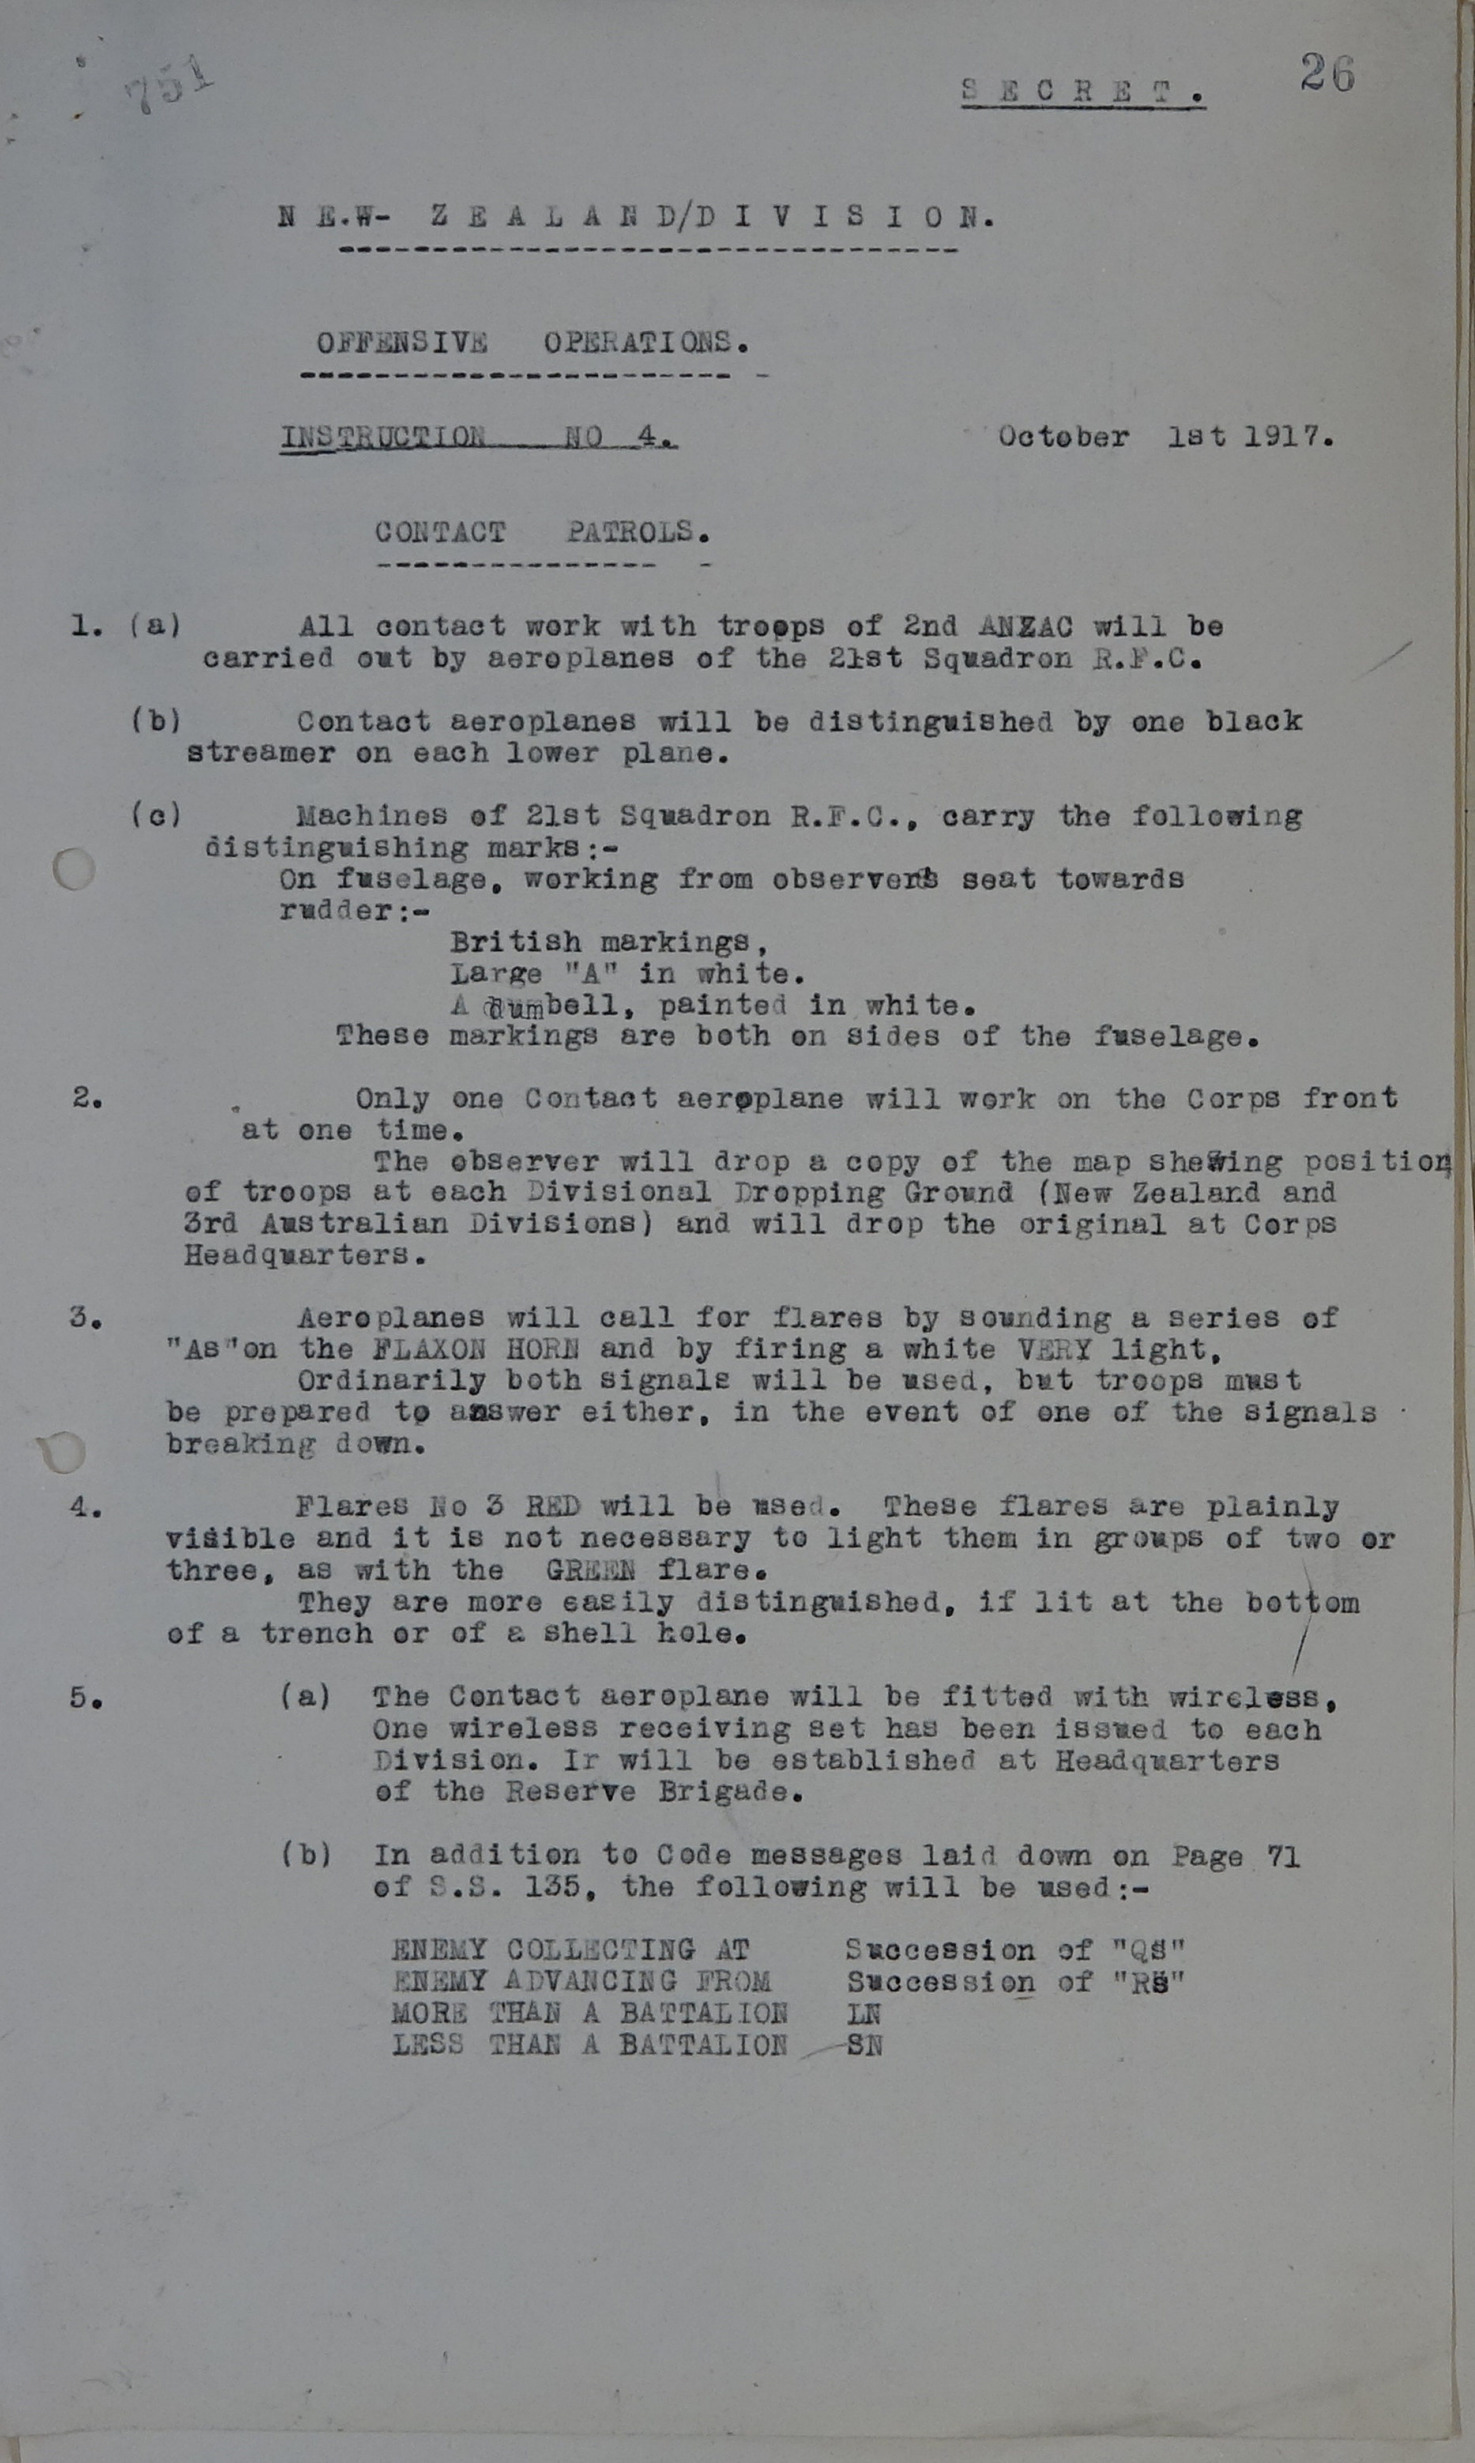 751
SECRET.
26
NE.W- ZEALAND/DIVISION.
OFFENSIVE OPERATIONS.
INSTRUCTION NO 4.
October 1st 1917.
CONTACT PATROLS.
1. (a) All contact work with troops of 2nd ANZAC will be
carried out by aeroplanes of the 21st Squadron R.F.C.
(b) Contact aeroplanes will be distinguished by one black
streamer on each lower plane.
(c) Machines of 21st Squadron R.F.C., carry the following
distinguishing marks:-
On fuselage, working from observers seat towards
rudder:-
British markings,
Large "A" in white.
A dumbell, painted in white.
These markings are both on sides of the fuselage.
2. Only one Contact aeroplane will work on the Corps front
at one time.
The observer will drop a copy of the map shewing position
of troops at each Divisional Dropping Ground (New Zealand and
3rd Australian Divisions) and will drop the original at Corps
Headquarters.
3. Aeroplanes will call for flares by sounding a series of
"As"on the FLAXON HORN and by firing a white VERY light,
Ordinarily both signals will be used, but troops must
be prepared to answer either, in the event of one of the signals
breaking down.
4. Flares No 3 RED will be used. These flares are plainly
visible and it is not necessary to light them in groups of two or
three, as with the GREEN flare.
They are more easily distinguished, if lit at the bottom
of a trench or of a shell hole.
5. (a) The Contact aeroplane will be fitted with wireless,
One wireless receiving set has been issued to each
Division. Ir will be established at Headquarters
of the Reserve Brigade.
(b) In addition to Code messages laid down on Page 71
of S.S. 135, the following will be used:-
ENEMY COLLECTING AT Succession of "Qs"
ENEMY ADVANCING FROM Succession of "Rs"
MORE THAN A BATTALION LN
LESS THAN A BATTALION SN